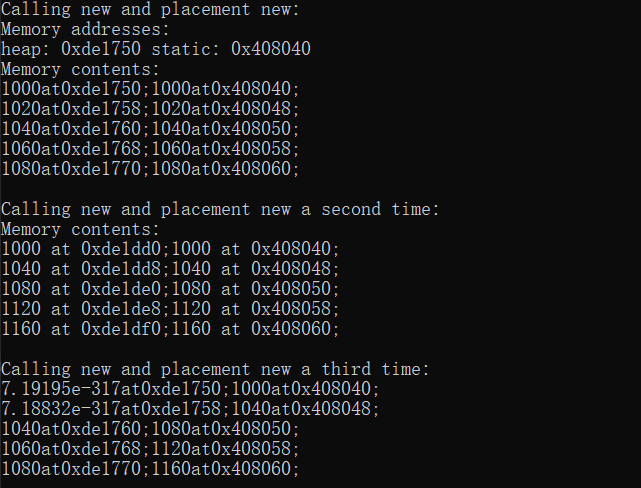 Calling new and placement new:
Memory addresses:
heap: 0xde1750 static: 0x408040
Memory contents:
1000at0xde1750;1000at0x408040;
1020at0xde1758;1020at0x408048;
1040at0xde1760;1040at0x408050;
1060at0xde1768;1060at0x408058;
1080at0xde1770;1080at0x408060;
Calling new and placement new a second time:
Memory contents:
1000 at 0xde1dd0;1000 at 0x408040;
1040 at 0xde1dd8;1040 at 0x408048;
1080 at 0xde1de0;1080 at 0x408050;
1120 at 0xde1de8;1120 at 0x408058;
1160 at 0xde1df0;1160 at 0x408060;
Calling new and placement new a third time:
7.19195e-317at0xde1750;1000at0x408040;
7.18832e-317at0xde1758;1040at0x408048;
1040at0xde1760;1080at0x408050;
1060at0xde1768;1120at0x408058;
1080at0xde1770;1160at0x408060;